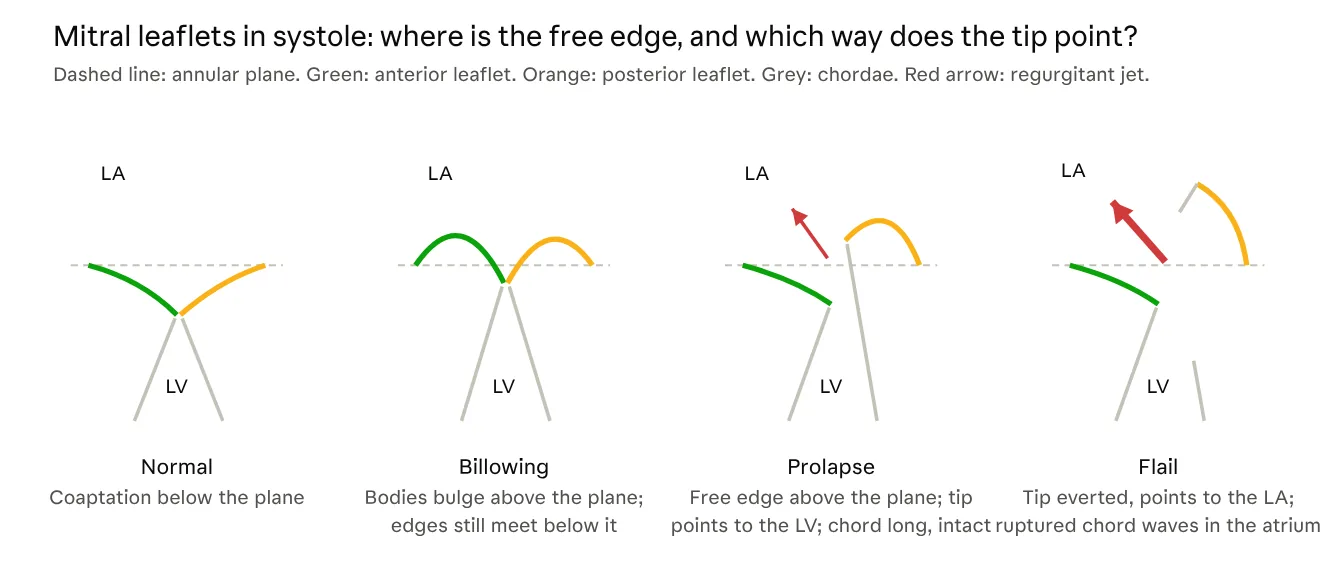 Mitral leaflets in systole: where is the free edge, and which way does the tip point?
Dashed line: annular plane. Green: anterior leaflet. Orange: posterior leaflet. Grey: chordae. Red arrow: regurgitant jet.
LA
LV
Normal
Coaptation below the plane
LA
LV
Billowing
Bodies bulge above the plane;
edges still meet below it
LA
LV
Prolapse
Free edge above the plane; tip
points to the LV; chord long, intact
LA
LV
Flail
Tip everted, points to the LA;
ruptured chord waves in the atrium